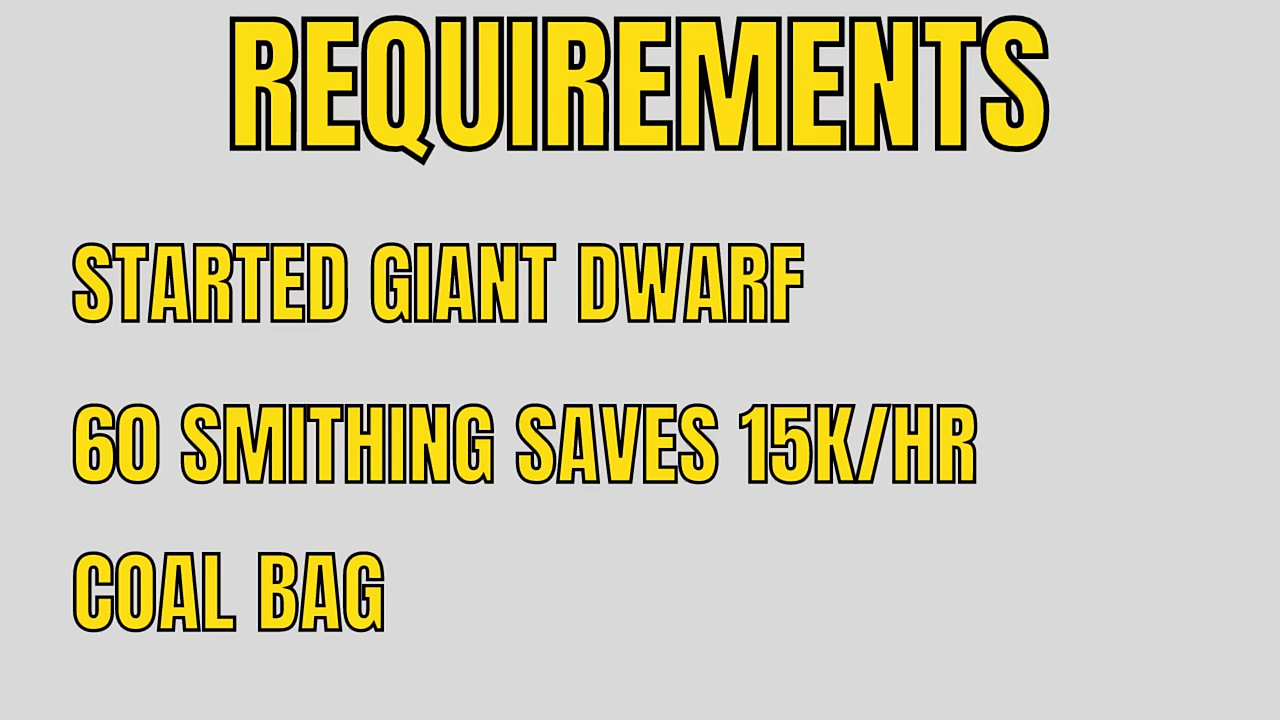 REQUIREMENTS
STARTED GIANT DWARF
60 SMITHING SAVES 15K/HR
COAL BAG